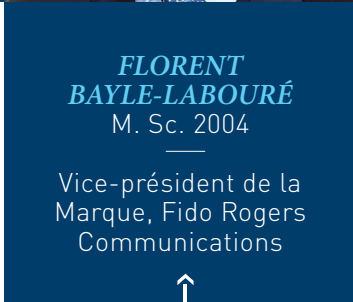 FLORENT
BAYLE-LABOURÉ
M. Sc. 2004
Vice-président de la
Marque, Fido Rogers
Communications